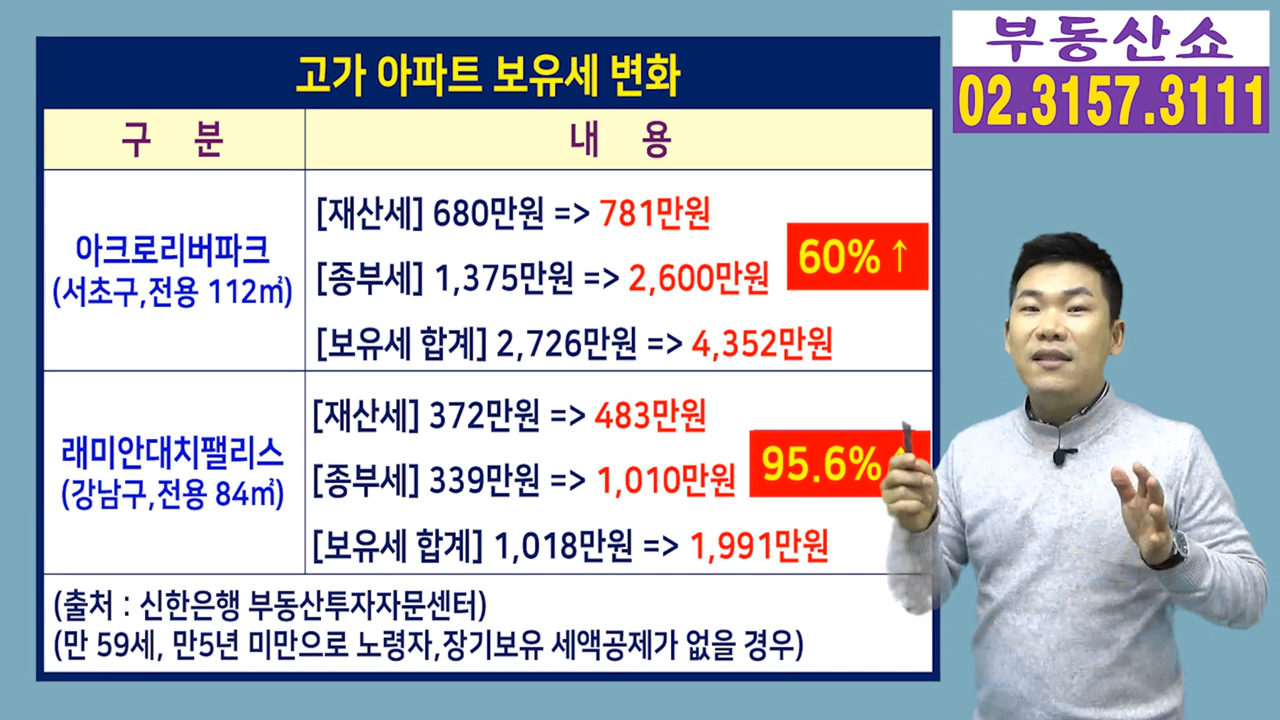 부동산쇼
02.3157.3111
고가 아파트 보유세 변화
구 분
내 용
아크로리버파크
(서초구,전용 112㎡)
[재산세] 680만원 => 781만원
[종부세] 1,375만원 => 2,600만원
60%↑
[보유세 합계] 2,726만원 => 4,352만원
래미안대치팰리스
(강남구,전용 84㎡)
[재산세] 372만원 => 483만원
[종부세] 339만원 => 1,010만원
95.6%↑
[보유세 합계] 1,018만원 => 1,991만원
(출처 : 신한은행 부동산투자자문센터)
(만 59세, 만5년 미만으로 노령자,장기보유 세액공제가 없을 경우)